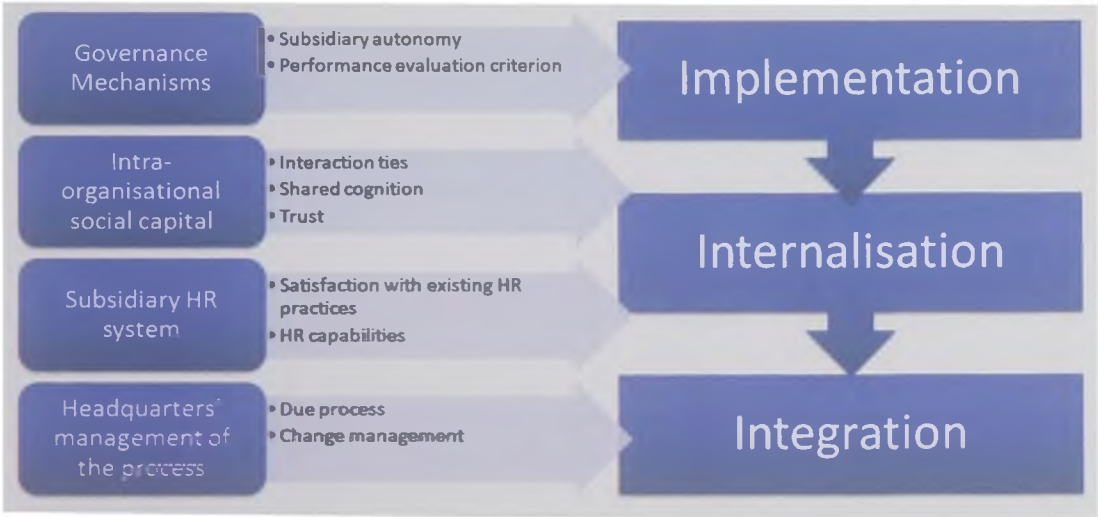 Governance
Mechanisms
• Subsidiary autonomy
• Performance evaluation criterion
Implementation
Intra-
organisational
social capital
• Interaction ties
• Shared cognition
• Trust
Internalisation
Subsidiary HR
system
• Satisfaction with existing HR
practices
• HR capabilities
Headquarters'
management of
the process
• Due process
• Change management
Integration